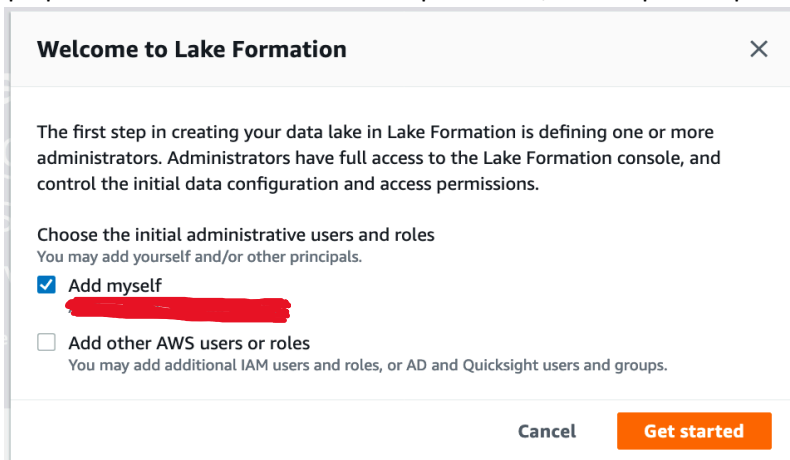 Welcome to Lake Formation
The first step in creating your data lake in Lake Formation is defining one or more
administrators. Administrators have full access to the Lake Formation console, and
control the initial data configuration and access permissions.
Choose the initial administrative users and roles
You may add yourself and/or other principals.
Add myself
Add other AWS users or roles
You may add additional IAM users and roles, or AD and Quicksight users and groups.
Cancel
Get started